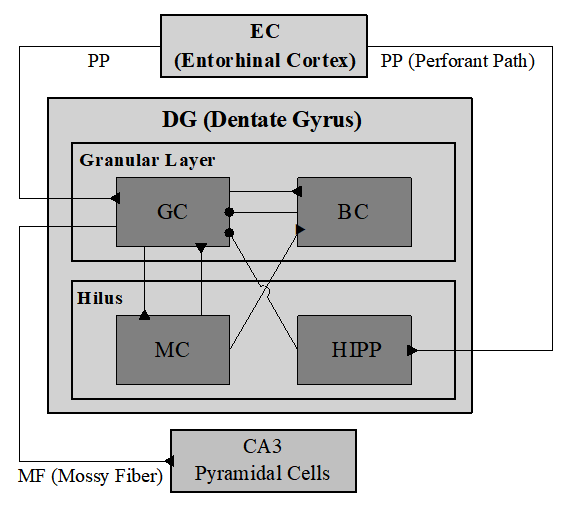 EC
(Entorhinal Cortex)
PP
PP (Perforant Path)
DG (Dentate Gyrus)
Granular Layer
GC
BC
Hilus
MC
HIPP
CA3
Pyramidal Cells
MF (Mossy Fiber)